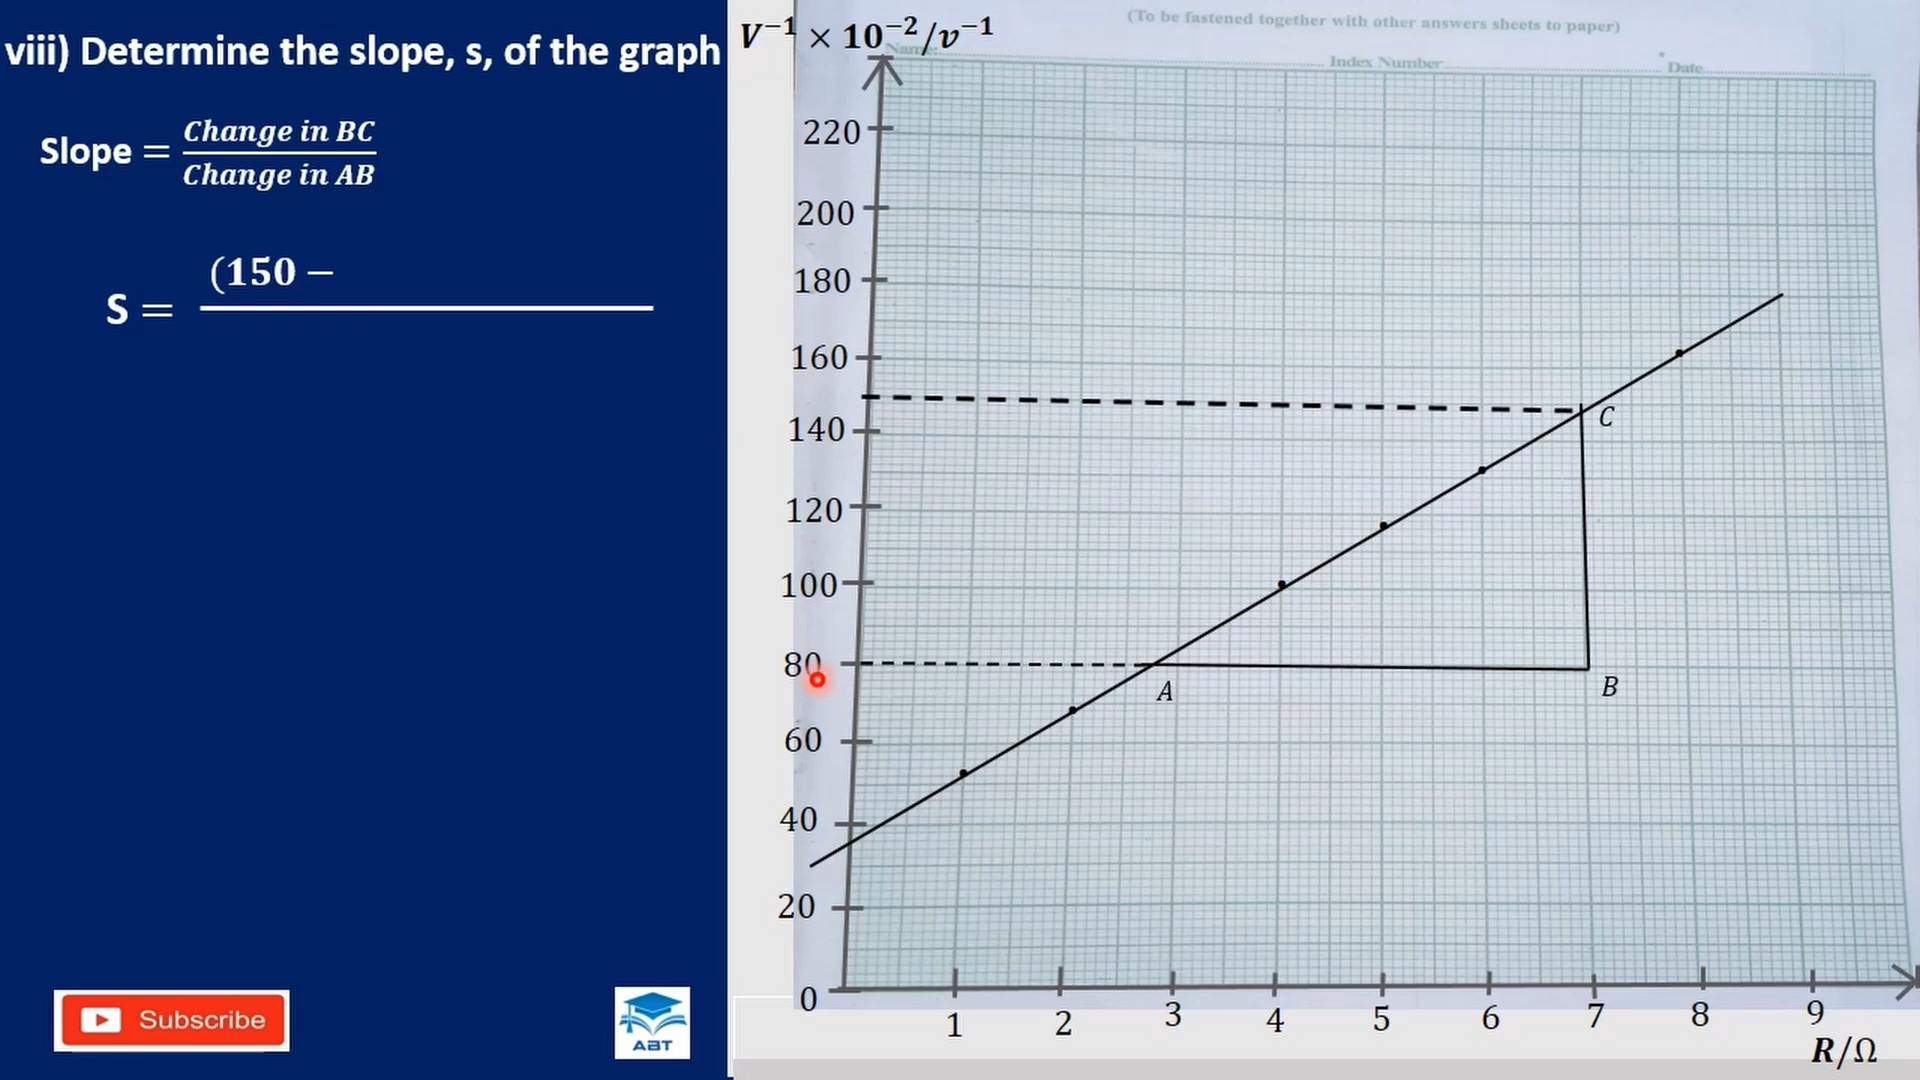 viii) Determine the slope, s, of the graph
Slope = Change in BC / Change in AB
S = (150 −
Subscribe
ABT
V⁻¹ × 10⁻²/v⁻¹
(To be fastened together with other answers sheets to paper)
Name: Index Number Date
220
200
180
160
140
120
100
80
60
40
20
0
C
A
B
1 2 3 4 5 6 7 8 9
R/Ω